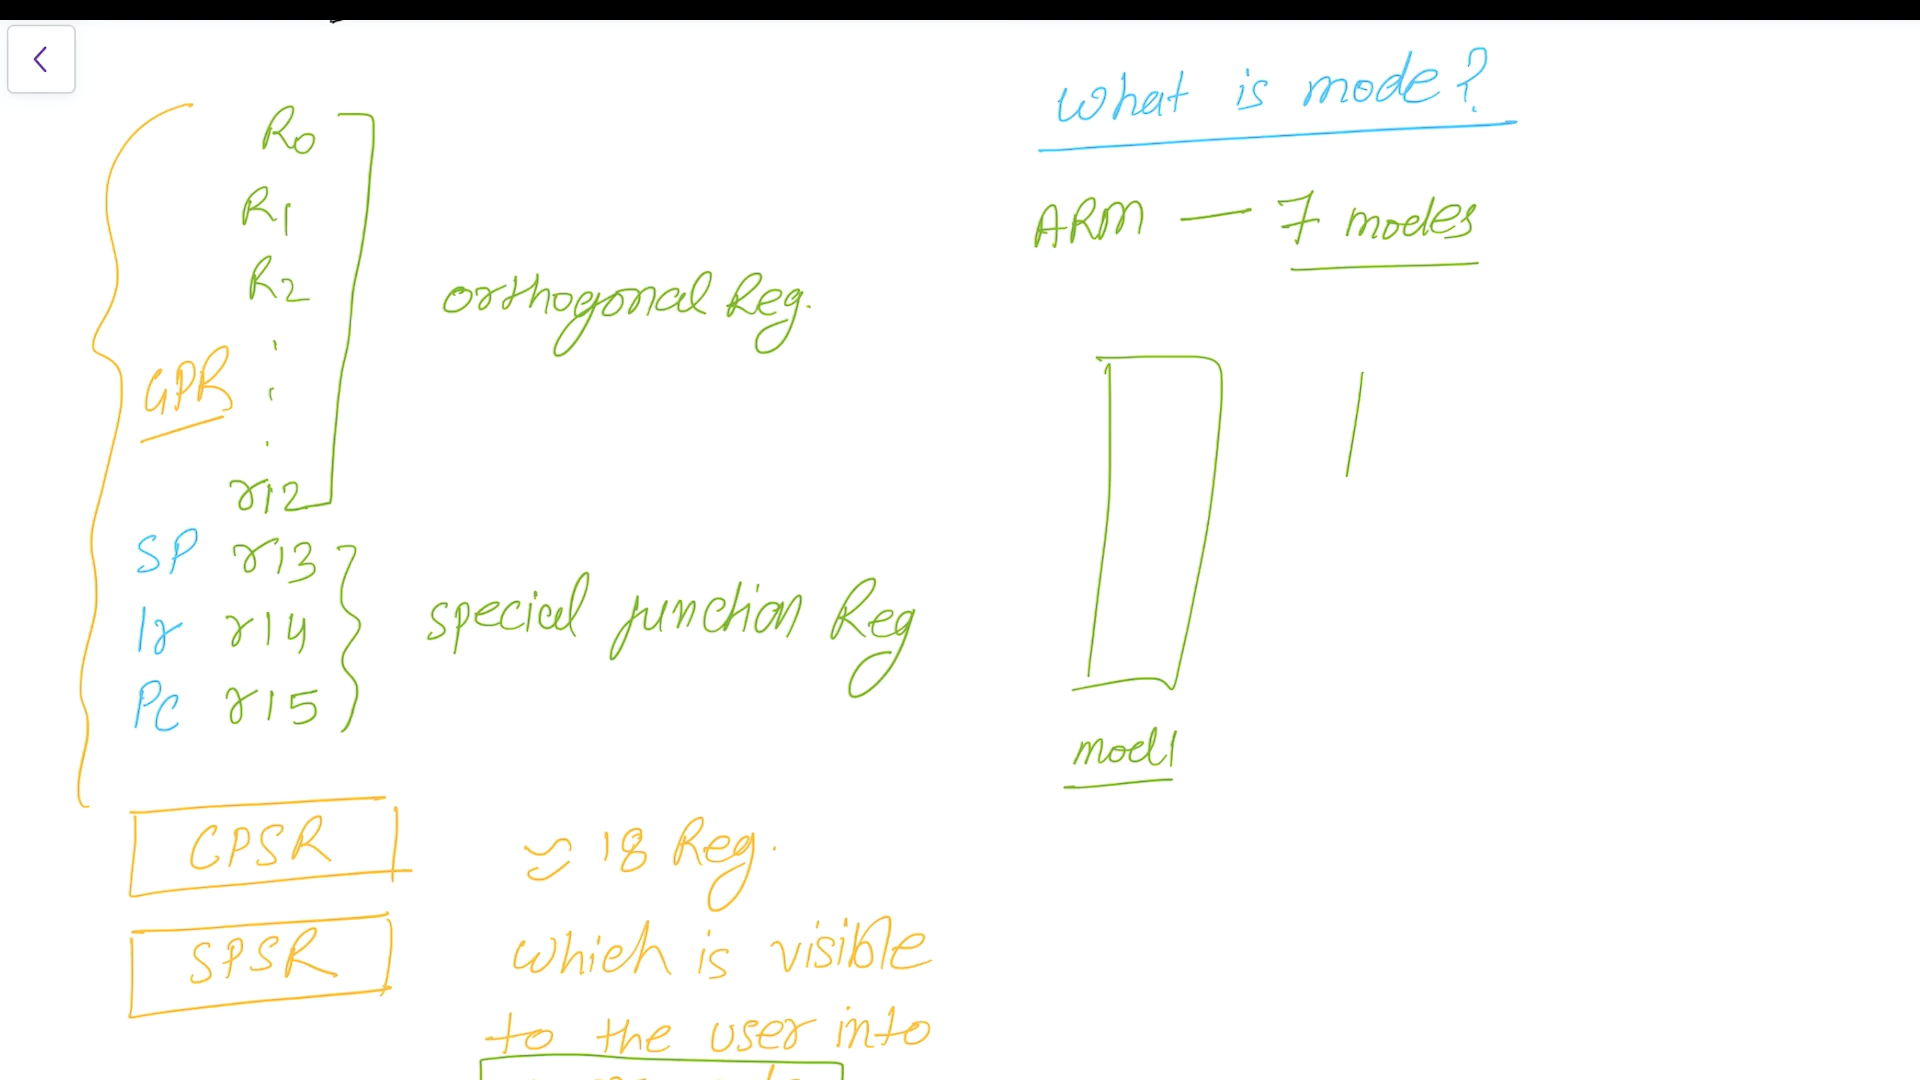 R0
R1
R2
GPR
r12
SP r13
lr r14
PC r15
orthogonal Reg.
special function Reg
CPSR
SPSR
≈ 18 Reg.
which is visible
to the user into
What is mode?
ARM — 7 modes
mod1